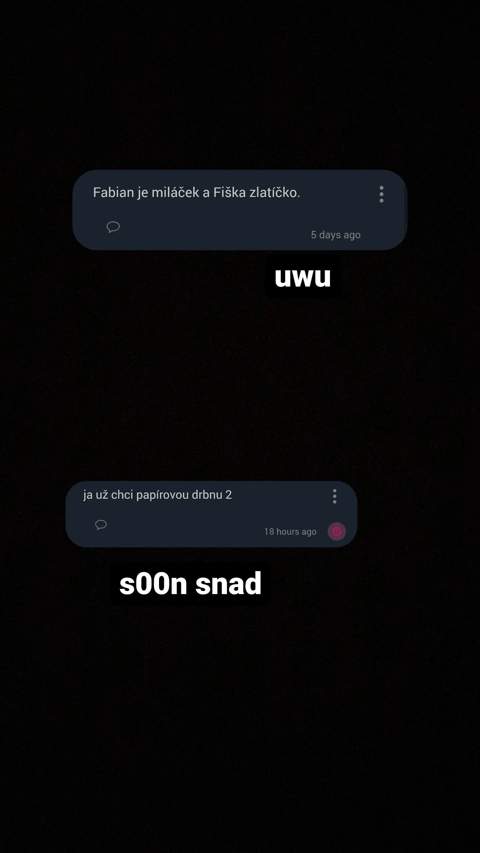 Fabian je miláček a Fiška zlatíčko.
5 days ago
uwu
ja už chci papírovou drbnu 2
18 hours ago
s00n snad